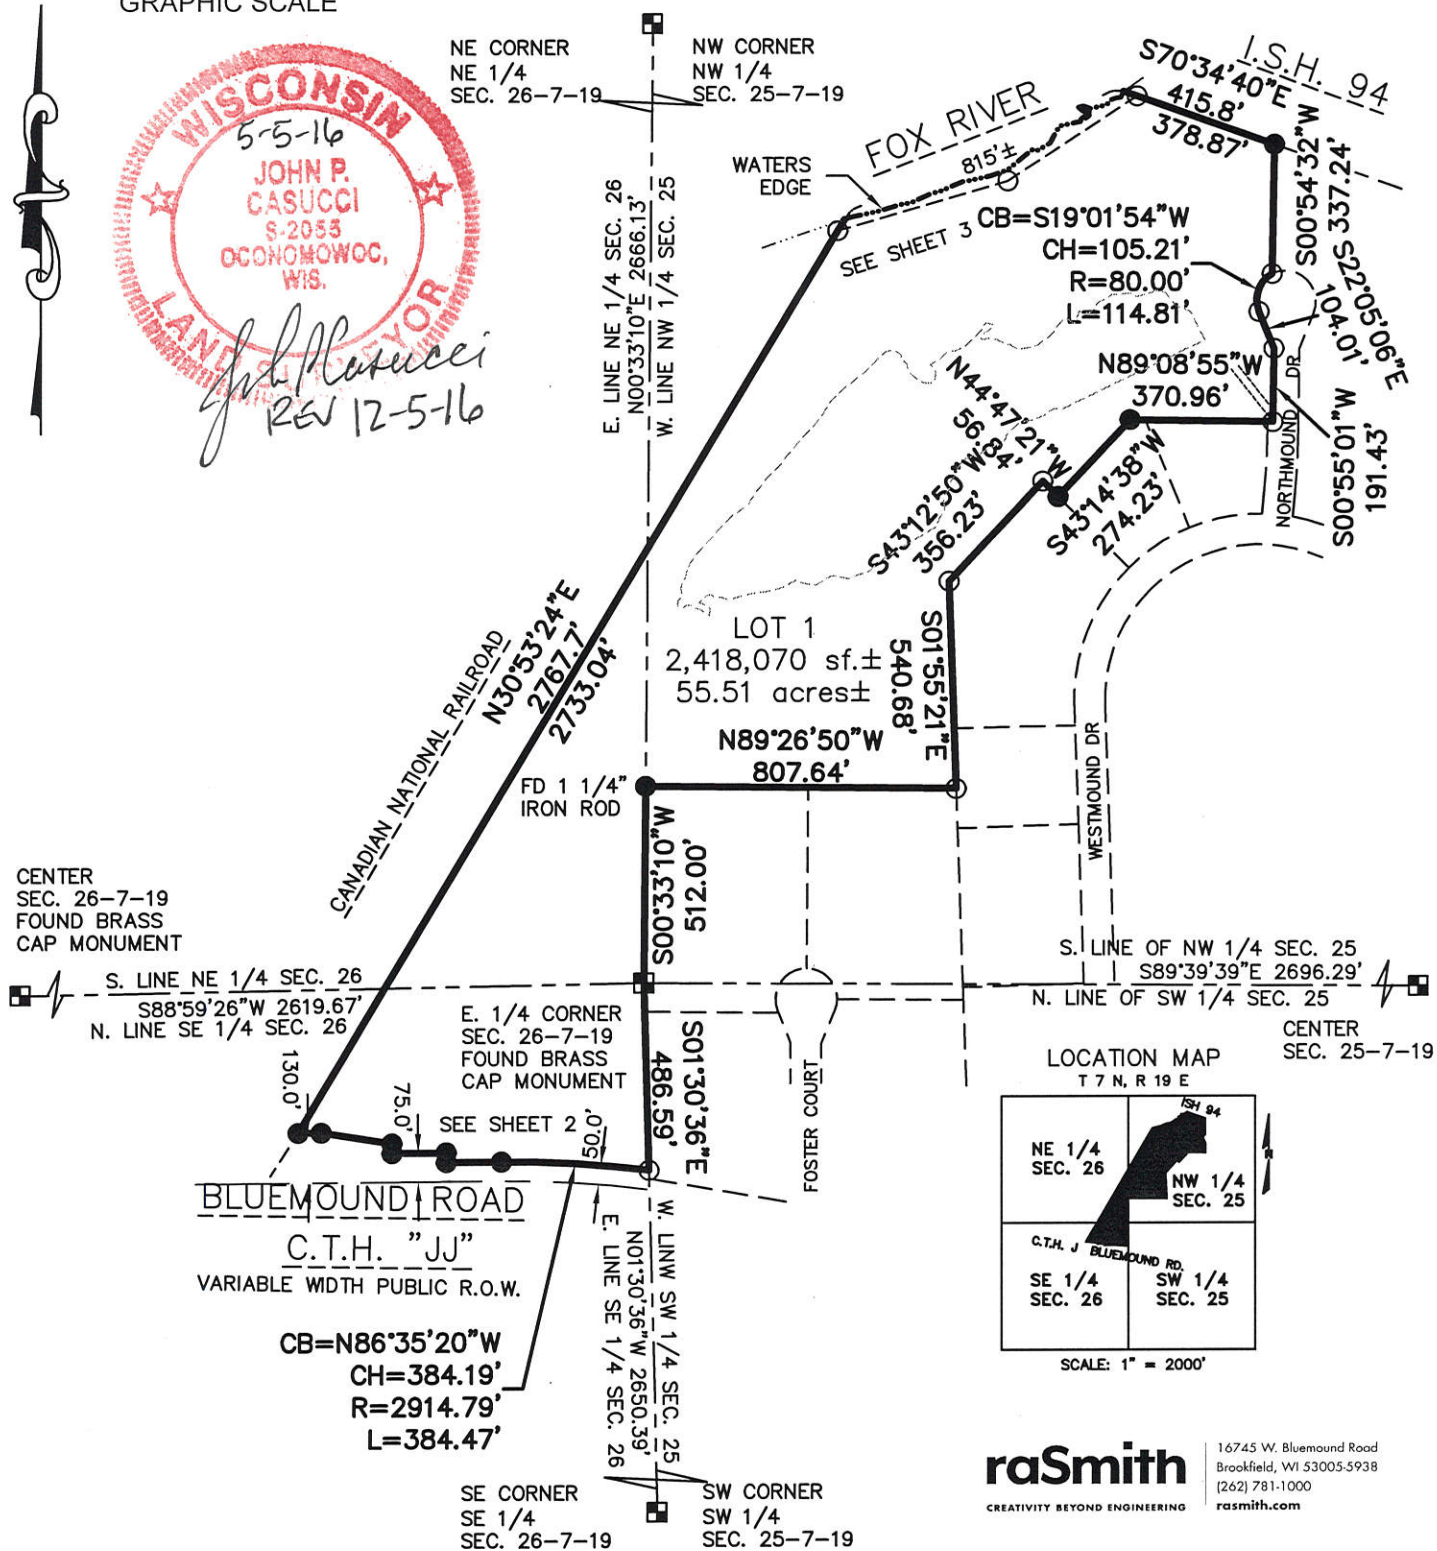 GRAPHIC SCALE
WISCONSIN
5-5-16
JOHN P.
CASUCCI
S-2055
OCONOMOWOC,
WIS.
LAND SURVEYOR
John P Casucci
REV 12-5-16
NE CORNER
NE 1/4
SEC. 26-7-19
NW CORNER
NW 1/4
SEC. 25-7-19
E. LINE NE 1/4 SEC. 26
N00°33'10"E 2666.13'
W. LINE NW 1/4 SEC. 25
I.S.H. 94
S70°34'40"E
415.8'
378.87'
FOX RIVER
815'±
WATERS
EDGE
SEE SHEET 3
S00°54'32"W
337.24'
CB=S19°01'54"W
CH=105.21'
R=80.00'
L=114.81'
S22°05'06"E
104.01'
N89°08'55"W
370.96'
S00°55'01"W
191.43'
NORTHMOUND DR
N44°47'21"W
56.84'
S43°14'38"W
274.23'
S43°12'50"W
356.23'
S01°55'21"E
540.68'
LOT 1
2,418,070 sf.±
55.51 acres±
N89°26'50"W
807.64'
N30°53'24"E
2767.7'
2733.04'
CANADIAN NATIONAL RAILROAD
FD 1 1/4"
IRON ROD
S00°33'10"W
512.00'
WESTMOUND DR
CENTER
SEC. 26-7-19
FOUND BRASS
CAP MONUMENT
S. LINE NE 1/4 SEC. 26
S88°59'26"W 2619.67'
N. LINE SE 1/4 SEC. 26
E. 1/4 CORNER
SEC. 26-7-19
FOUND BRASS
CAP MONUMENT
S. LINE OF NW 1/4 SEC. 25
S89°39'39"E 2696.29'
N. LINE OF SW 1/4 SEC. 25
CENTER
SEC. 25-7-19
S01°30'36"E
486.59'
FOSTER COURT
130.0'
75.0'
SEE SHEET 2
50.0'
BLUEMOUND ROAD
C.T.H. "JJ"
VARIABLE WIDTH PUBLIC R.O.W.
CB=N86°35'20"W
CH=384.19'
R=2914.79'
L=384.47'
E. LINE SE 1/4 SEC. 26
N01°30'36"W 2650.39'
W. LINW SW 1/4 SEC. 25
SE CORNER
SE 1/4
SEC. 26-7-19
SW CORNER
SW 1/4
SEC. 25-7-19
LOCATION MAP
T 7 N, R 19 E
ISH 94
NE 1/4
SEC. 26
NW 1/4
SEC. 25
C.T.H. J BLUEMOUND RD.
SE 1/4
SEC. 26
SW 1/4
SEC. 25
SCALE: 1" = 2000'
raSmith
CREATIVITY BEYOND ENGINEERING
16745 W. Bluemound Road
Brookfield, WI 53005-5938
(262) 781-1000
rasmith.com